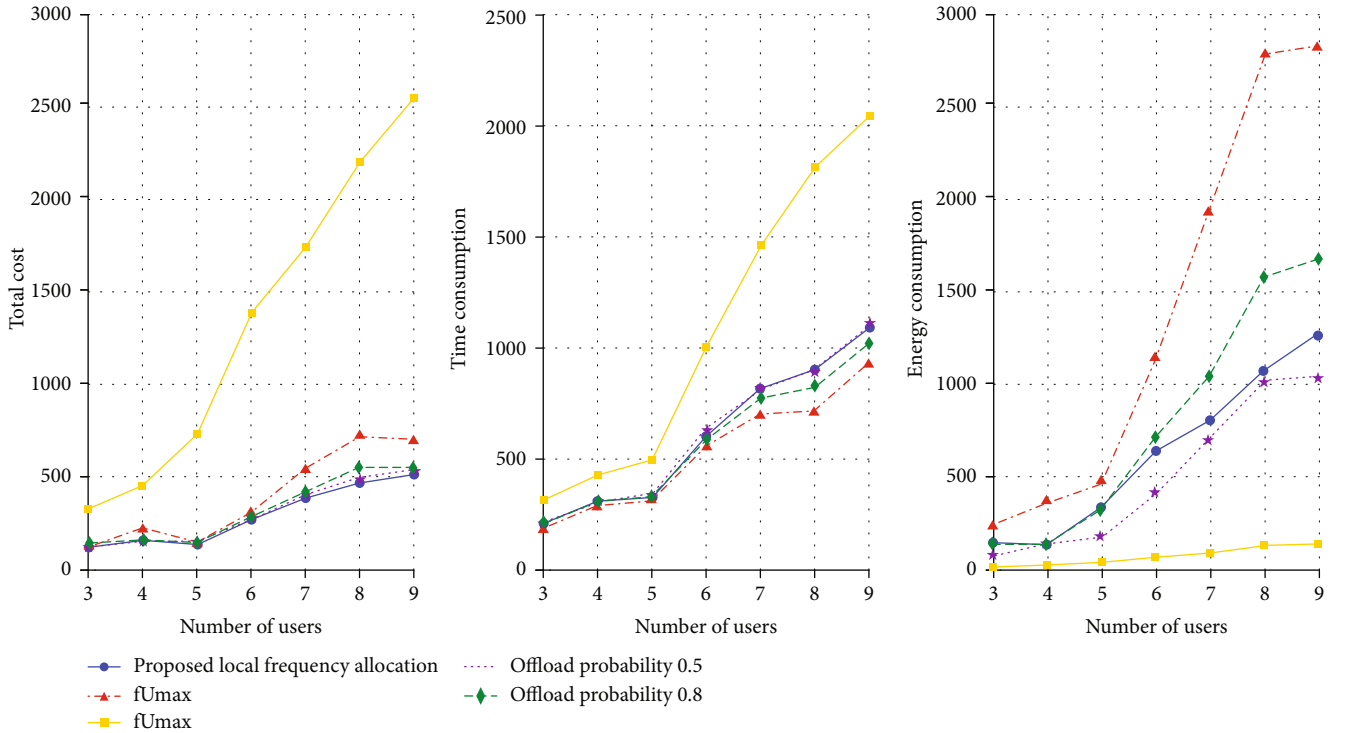 3000
2500
2000
1500
1000
500
0
Total cost
3 4 5 6 7 8 9
Number of users
2500
2000
1500
1000
500
0
Time consumption
3 4 5 6 7 8 9
Number of users
3000
2500
2000
1500
1000
500
0
Energy consumption
3 4 5 6 7 8 9
Number of users
Proposed local frequency allocation
fUmax
fUmax
Offload probability 0.5
Offload probability 0.8